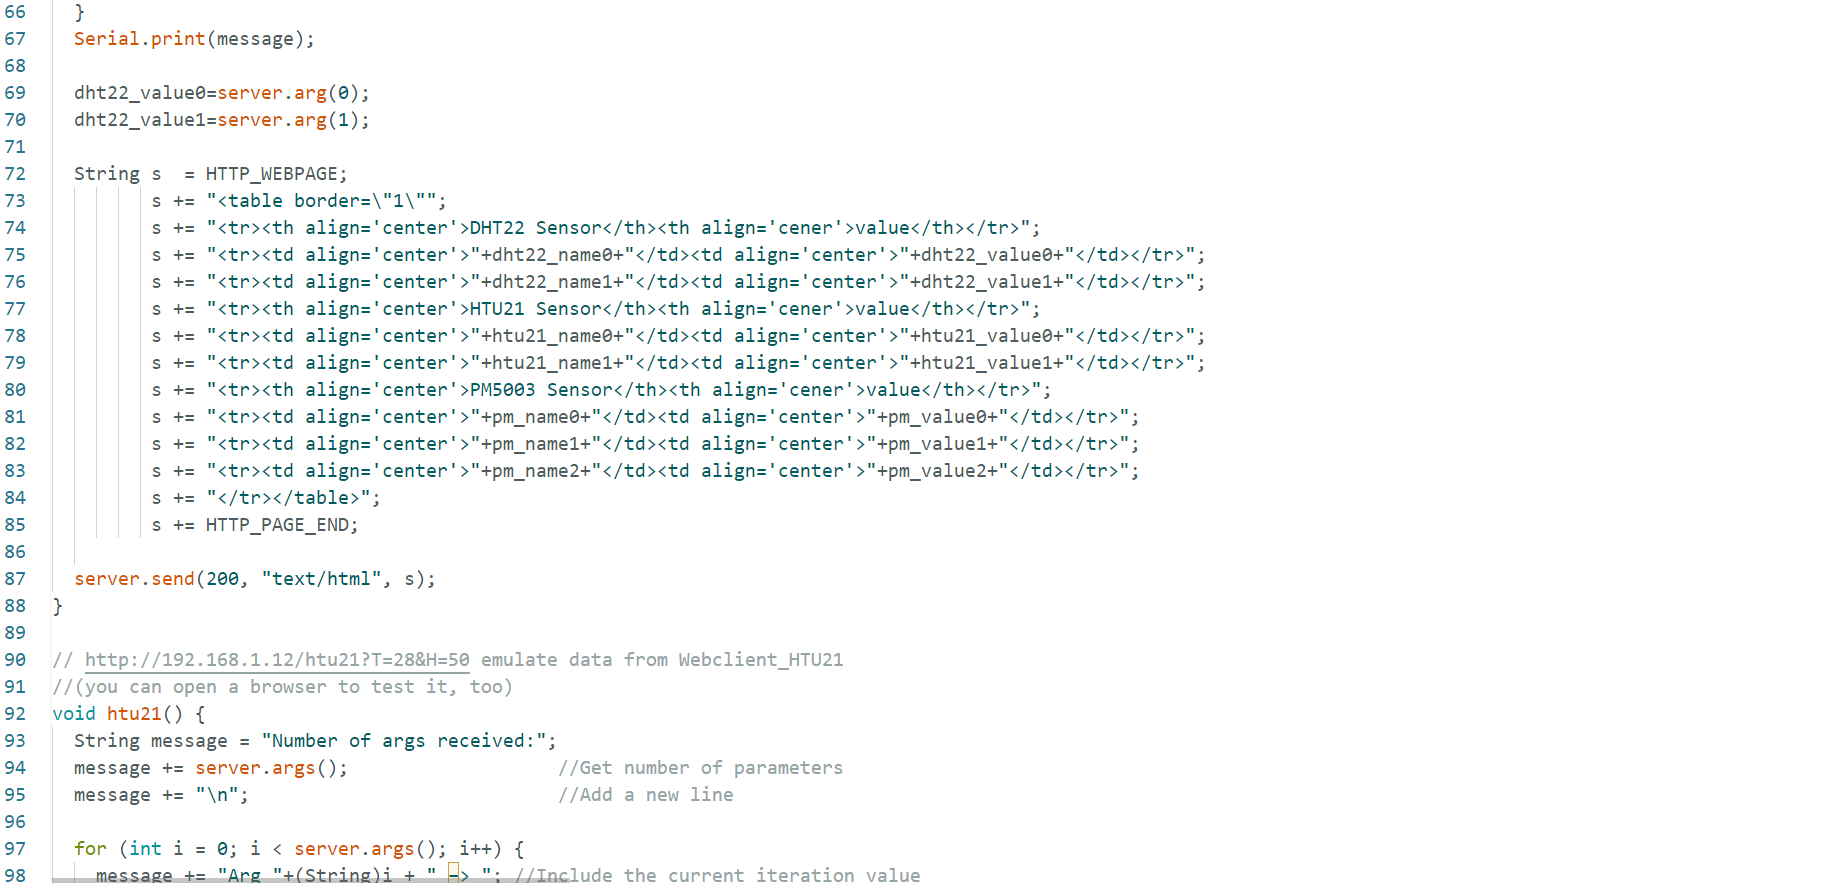 66 }
67 Serial.print(message);
68
69 dht22_value0=server.arg(0);
70 dht22_value1=server.arg(1);
71
72 String s  = HTTP_WEBPAGE;
73 s += "<table border=\"1\"";
74 s += "<tr><th align='center'>DHT22 Sensor</th><th align='cener'>value</th></tr>";
75 s += "<tr><td align='center'>"+dht22_name0+"</td><td align='center'>"+dht22_value0+"</td></tr>";
76 s += "<tr><td align='center'>"+dht22_name1+"</td><td align='center'>"+dht22_value1+"</td></tr>";
77 s += "<tr><th align='center'>HTU21 Sensor</th><th align='cener'>value</th></tr>";
78 s += "<tr><td align='center'>"+htu21_name0+"</td><td align='center'>"+htu21_value0+"</td></tr>";
79 s += "<tr><td align='center'>"+htu21_name1+"</td><td align='center'>"+htu21_value1+"</td></tr>";
80 s += "<tr><th align='center'>PM5003 Sensor</th><th align='cener'>value</th></tr>";
81 s += "<tr><td align='center'>"+pm_name0+"</td><td align='center'>"+pm_value0+"</td></tr>";
82 s += "<tr><td align='center'>"+pm_name1+"</td><td align='center'>"+pm_value1+"</td></tr>";
83 s += "<tr><td align='center'>"+pm_name2+"</td><td align='center'>"+pm_value2+"</td></tr>";
84 s += "</tr></table>";
85 s += HTTP_PAGE_END;
86
87 server.send(200, "text/html", s);
88 }
89
90 // http://192.168.1.12/htu21?T=28&H=50 emulate data from Webclient_HTU21
91 //(you can open a browser to test it, too)
92 void htu21() {
93 String message = "Number of args received:";
94 message += server.args(); //Get number of parameters
95 message += "\n"; //Add a new line
96
97 for (int i = 0; i < server.args(); i++) {
98 message += "Arg "+(String)i + " –> "; //Include the current iteration value